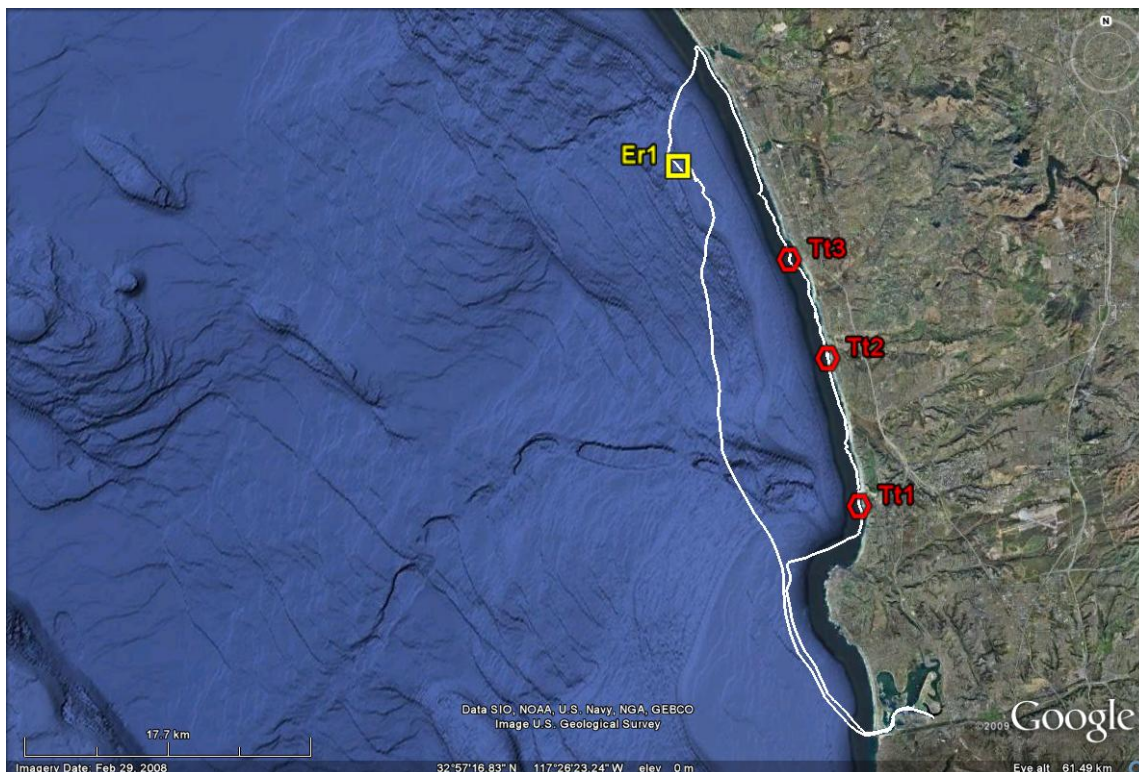 N
Er1
Tt3
Tt2
Tt1
Data SIO, NOAA, U.S. Navy, NGA, GEBCO
Image U.S. Geological Survey
©2009 Google
17.7 km
Imagery Date: Feb 29, 2008
32°57'16.83" N 117°26'23.24" W elev 0 m
Eye alt 61.49 km